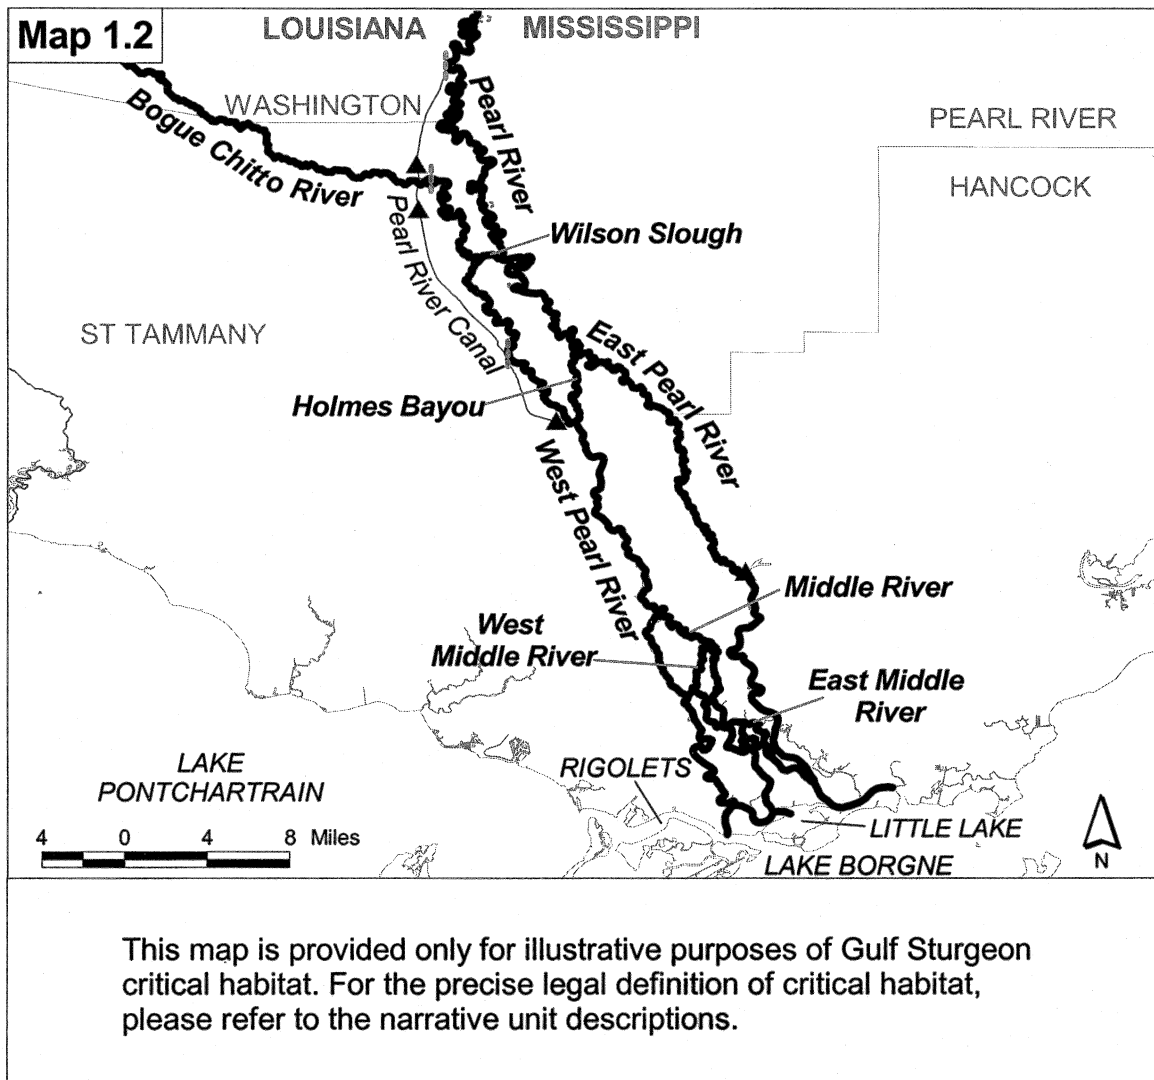 Map 1.2
LOUISIANA
MISSISSIPPI
WASHINGTON
Pearl River
PEARL RIVER
Bogue Chitto River
HANCOCK
Pearl River Canal
Wilson Slough
ST TAMMANY
East Pearl River
Holmes Bayou
West Pearl River
Middle River
West
Middle River
East Middle
River
LAKE
PONTCHARTRAIN
RIGOLETS
4 0 4 8 Miles
LITTLE LAKE
LAKE BORGNE
N
This map is provided only for illustrative purposes of Gulf Sturgeon
critical habitat. For the precise legal definition of critical habitat,
please refer to the narrative unit descriptions.